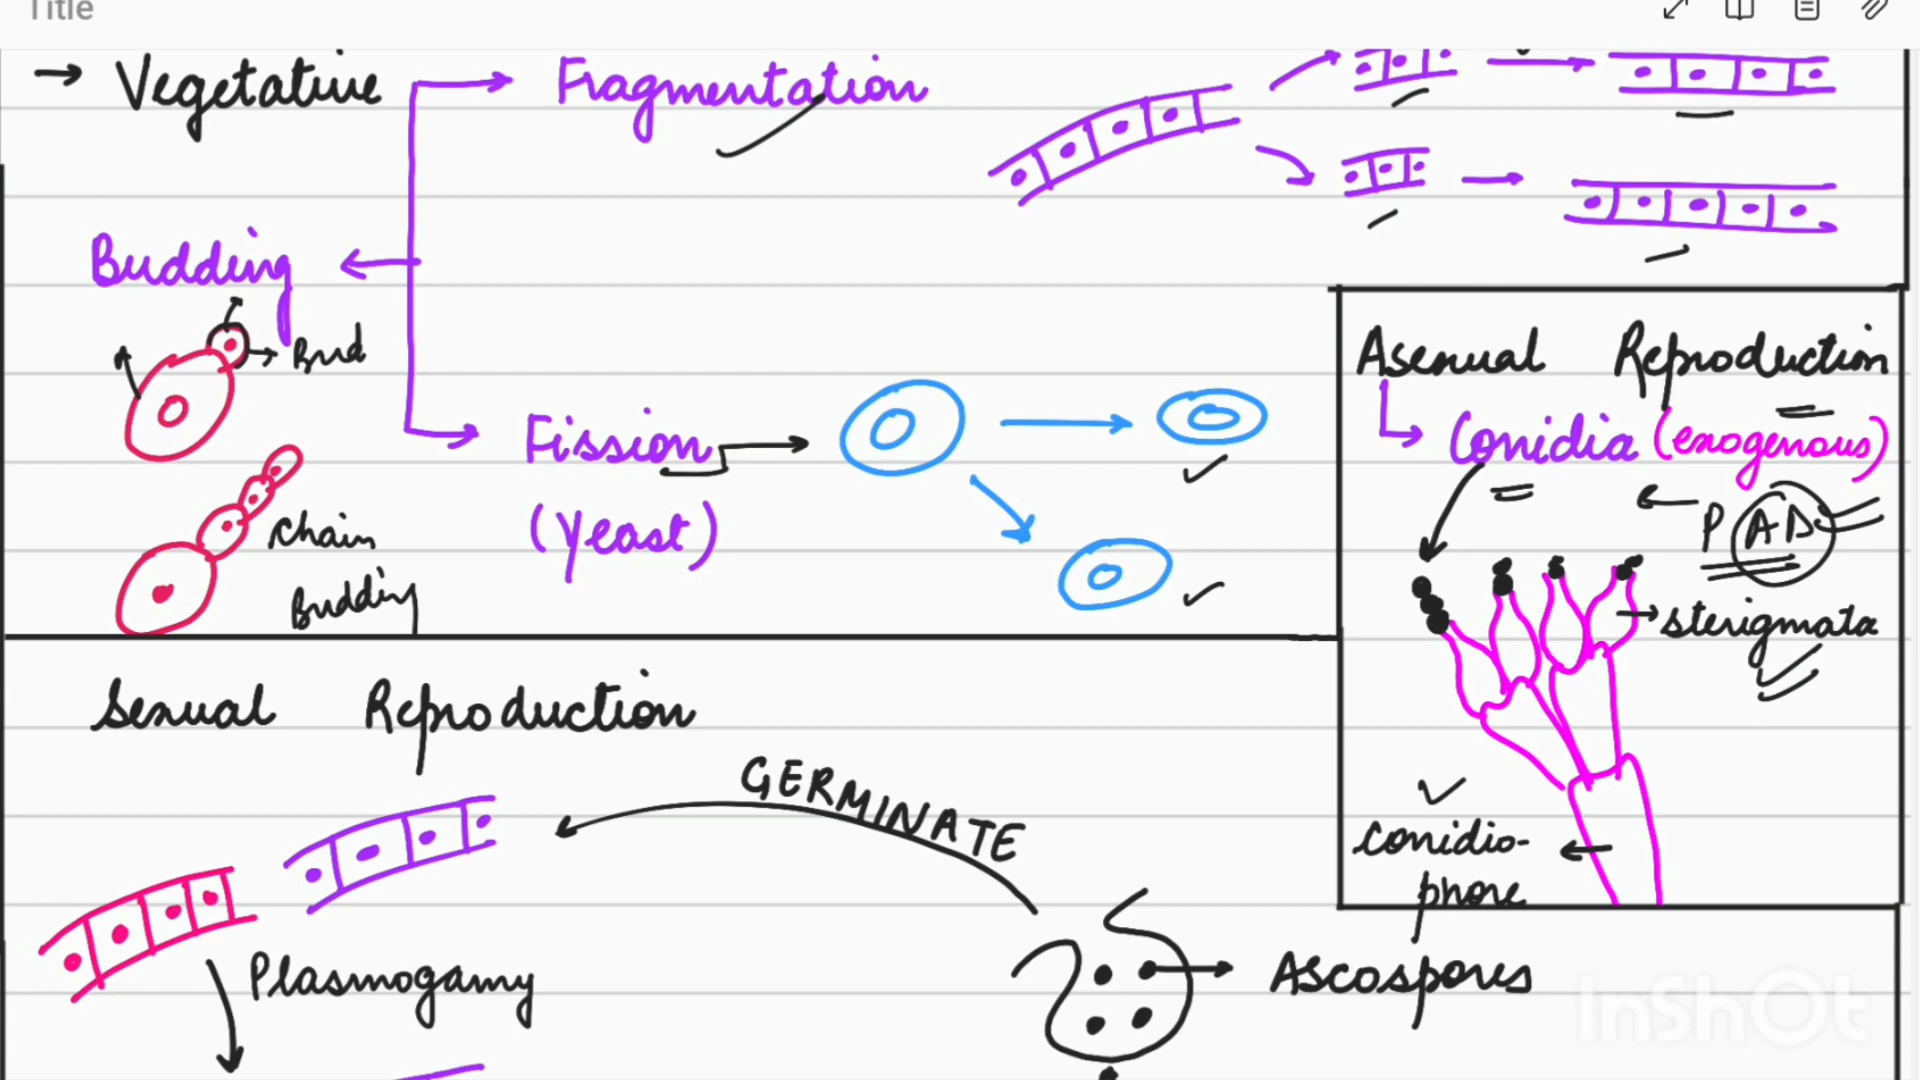 Title
→ Vegetative
Fragmentation
Budding
Bud
Chain
Budding
Fission
(Yeast)
Asexual Reproduction
Conidia (exogenous)
P AD
sterigmata
conidio-
phore
Sexual Reproduction
GERMINATE
Plasmogamy
Ascospores
InShOt